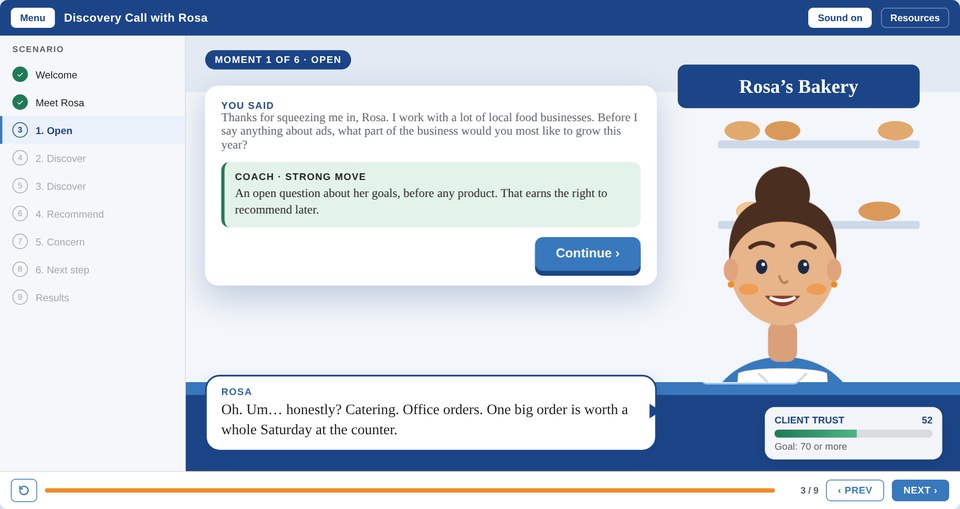 Menu
Discovery Call with Rosa
Sound on
Resources
SCENARIO
Welcome
Meet Rosa
3 1. Open
4 2. Discover
5 3. Discover
6 4. Recommend
7 5. Concern
8 6. Next step
9 Results
MOMENT 1 OF 6 · OPEN
YOU SAID
Thanks for squeezing me in, Rosa. I work with a lot of local food businesses. Before I
say anything about ads, what part of the business would you most like to grow this
year?
COACH · STRONG MOVE
An open question about her goals, before any product. That earns the right to
recommend later.
Continue ›
Rosa’s Bakery
ROSA
Oh. Um… honestly? Catering. Office orders. One big order is worth a
whole Saturday at the counter.
CLIENT TRUST 52
Goal: 70 or more
3 / 9
‹ PREV
NEXT ›